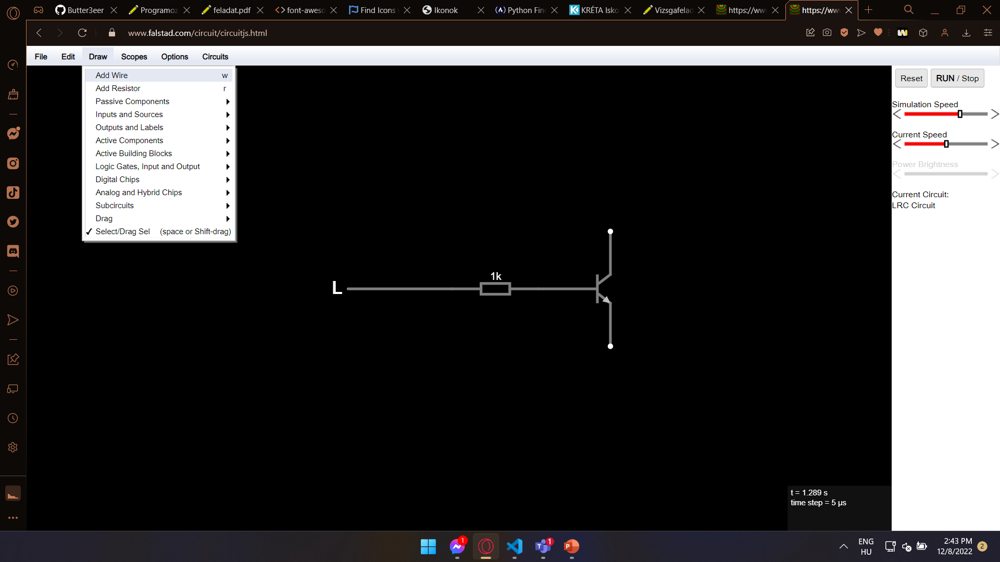 Butter3eer
Programoz
feladat.pdf
font-aweso
Find Icons
Ikonok
Python Fin
KRÉTA Isko
Vizsgafelad
https://ww
https://ww
www.falstad.com/circuit/circuitjs.html
File Edit Draw Scopes Options Circuits
Add Wire w
Add Resistor r
Passive Components
Inputs and Sources
Outputs and Labels
Active Components
Active Building Blocks
Logic Gates, Input and Output
Digital Chips
Analog and Hybrid Chips
Subcircuits
Drag
Select/Drag Sel (space or Shift-drag)
Reset RUN / Stop
Simulation Speed
Current Speed
Power Brightness
Current Circuit:
LRC Circuit
1k
L
t = 1.289 s
time step = 5 µs
1
1
ENG
HU
2:43 PM
12/8/2022
2